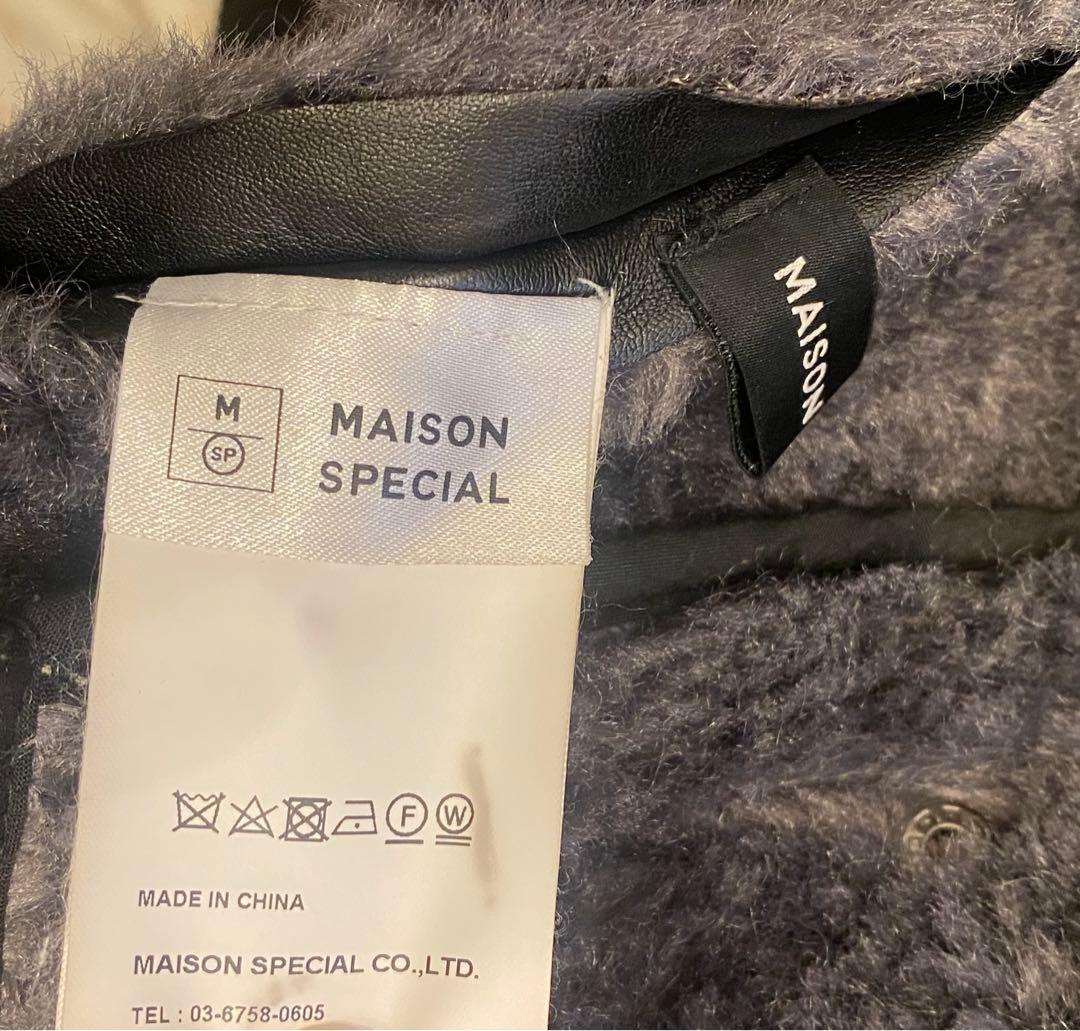 M
SP
MAISON
SPECIAL
MAISON
F
W
MADE IN CHINA
MAISON SPECIAL CO.,LTD.
TEL : 03-6758-0605